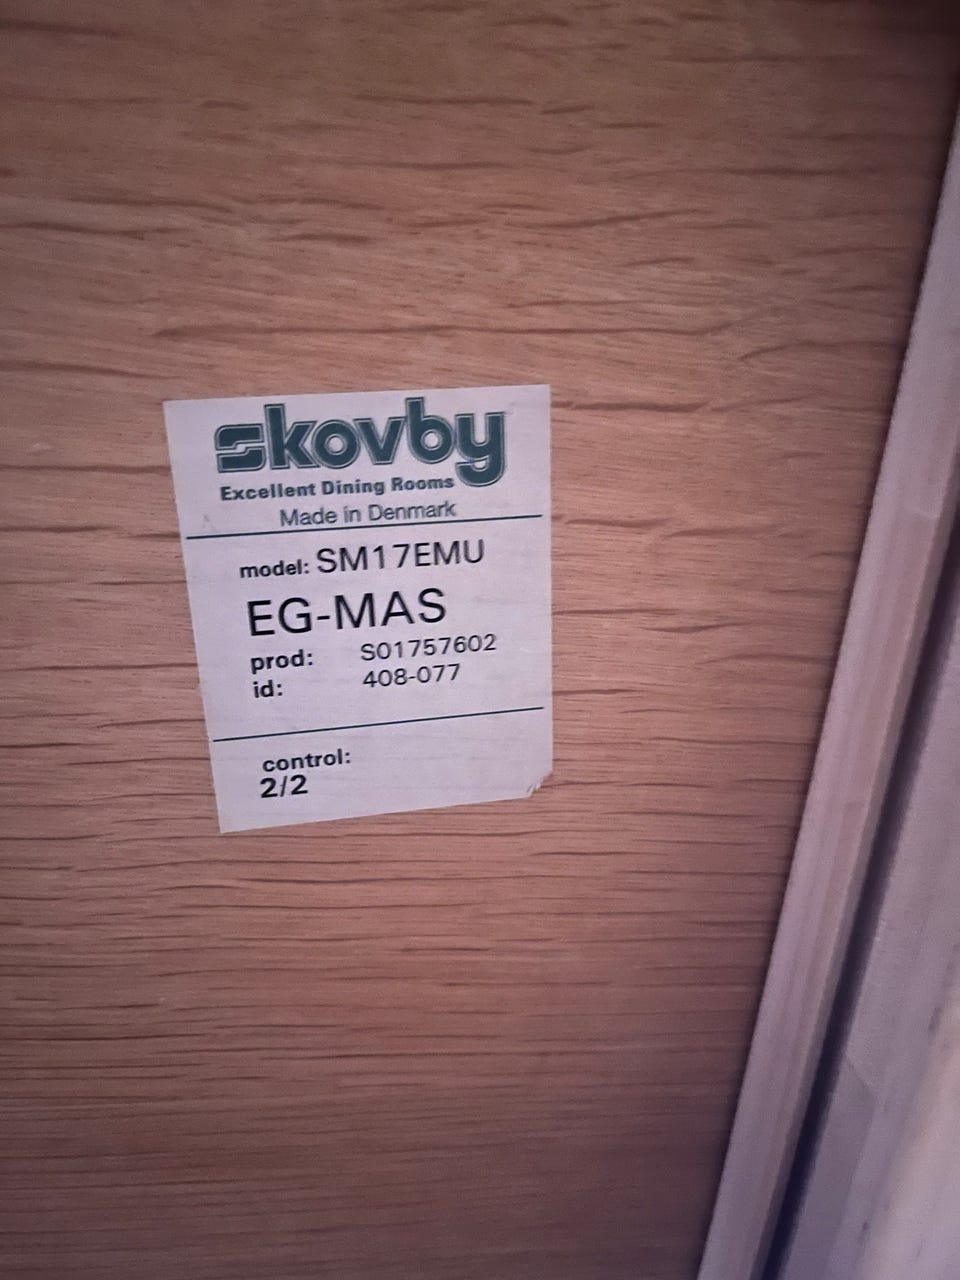 skovby
Excellent Dining Rooms
Made in Denmark
model: SM17EMU
EG-MAS
prod: S01757602
id: 408-077
control:
2/2